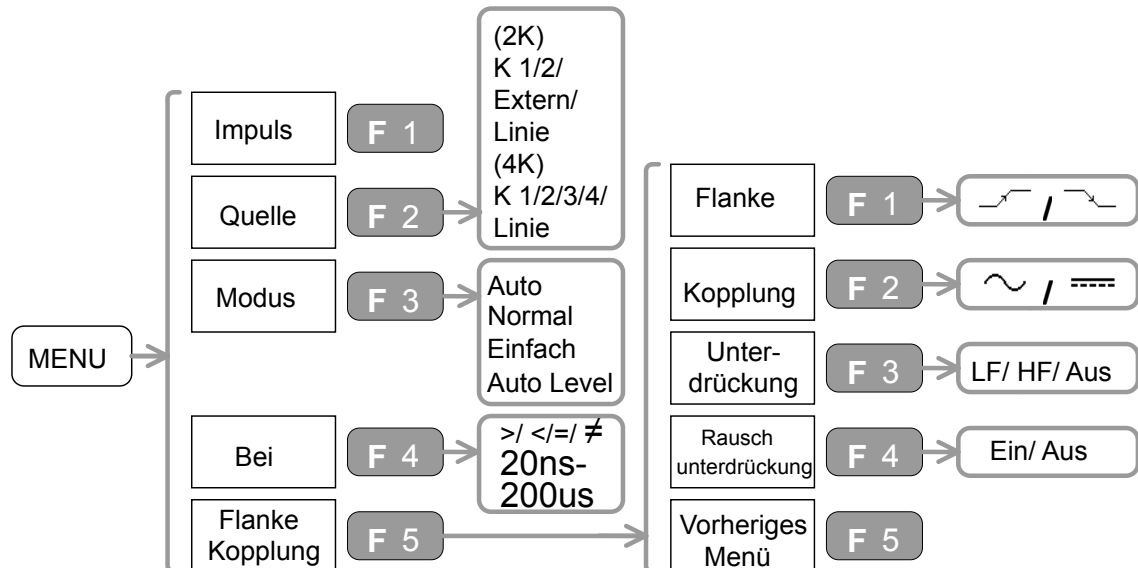 MENU
Impuls
F 1
Quelle
F 2
(2K)
K 1/2/
Extern/
Linie
(4K)
K 1/2/3/4/
Linie
Modus
F 3
Auto
Normal
Einfach
Auto Level
Bei
F 4
>/ </=/ ≠
20ns-
200us
Flanke
Kopplung
F 5
Flanke
F 1
/
Kopplung
F 2
/
Unter-
drückung
F 3
LF/ HF/ Aus
Rausch
unterdrückung
F 4
Ein/ Aus
Vorheriges
Menü
F 5